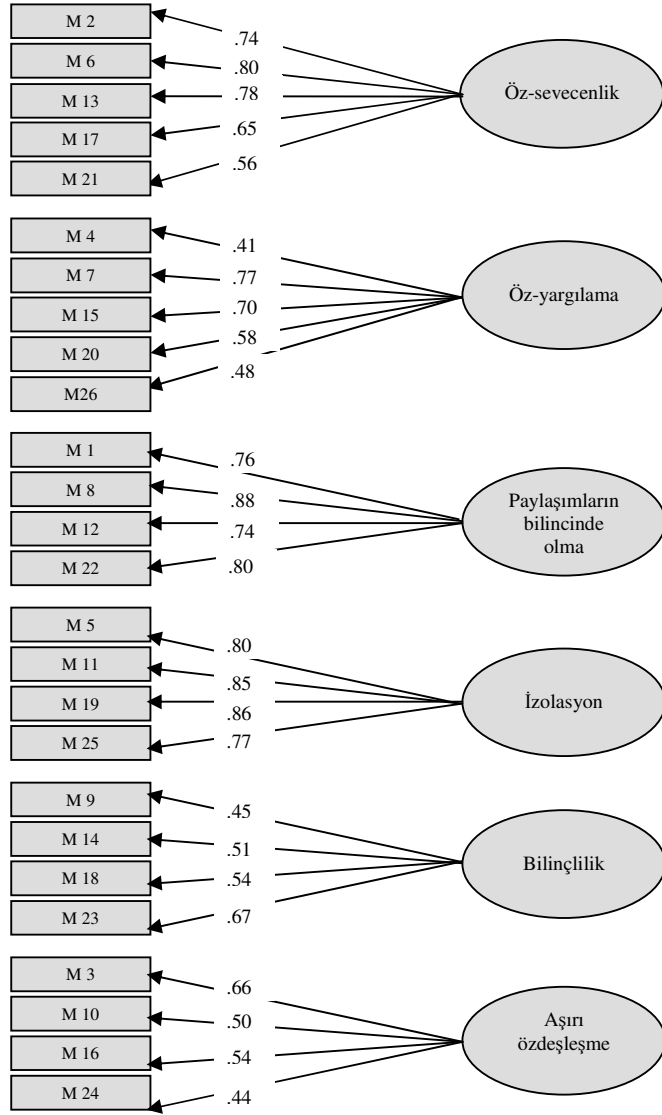 M 2
.74
M 6
.80
M 13
.78
M 17
.65
M 21
.56
Öz-sevecenlik
M 4
.41
M 7
.77
M 15
.70
M 20
.58
M26
.48
Öz-yargılama
M 1
.76
M 8
.88
M 12
.74
M 22
.80
Paylaşımların
bilincinde
olma
M 5
.80
M 11
.85
M 19
.86
M 25
.77
İzolasyon
M 9
.45
M 14
.51
M 18
.54
M 23
.67
Bilinçlilik
M 3
.66
M 10
.50
M 16
.54
M 24
.44
Aşırı
özdeşleşme